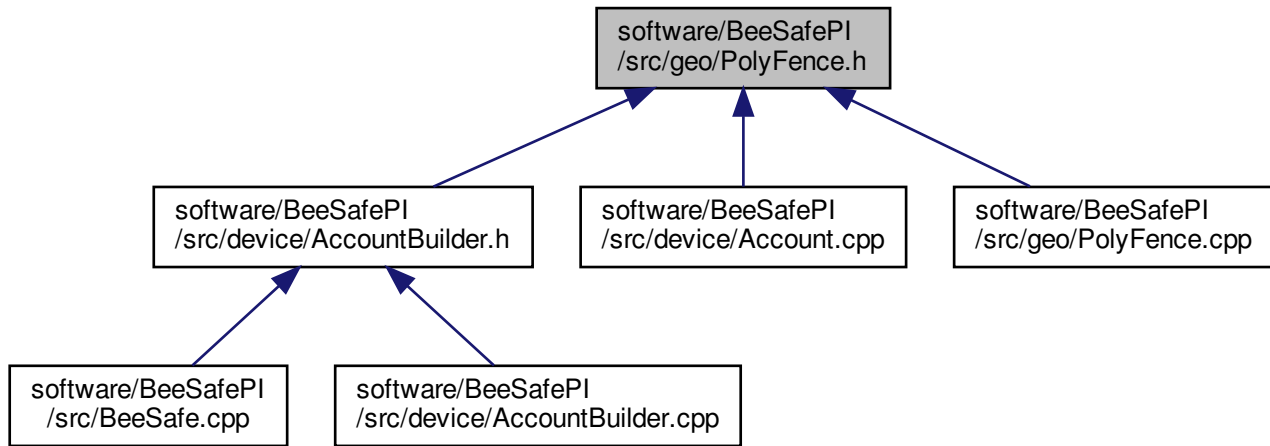 software/BeeSafePI
/src/geo/PolyFence.h
software/BeeSafePI
/src/device/AccountBuilder.h
software/BeeSafePI
/src/device/Account.cpp
software/BeeSafePI
/src/geo/PolyFence.cpp
software/BeeSafePI
/src/BeeSafe.cpp
software/BeeSafePI
/src/device/AccountBuilder.cpp